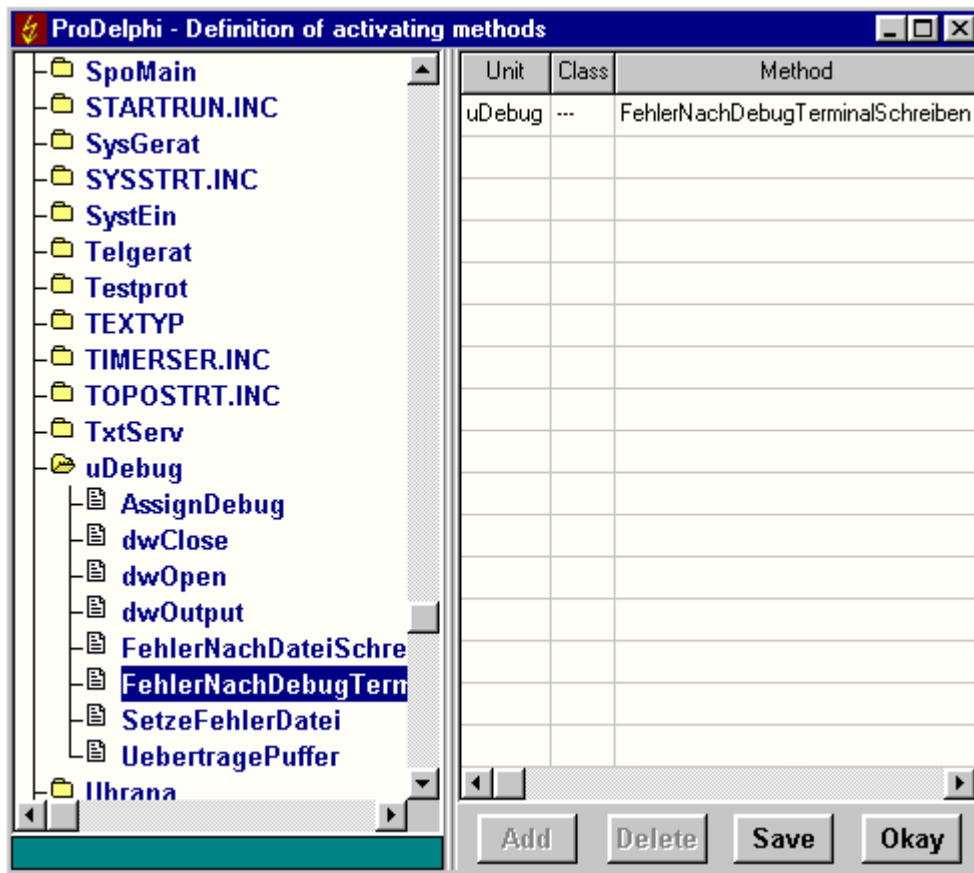 ProDelphi - Definition of activating methods
SpoMain
STARTRUN.INC
SysGerat
SYSSTRT.INC
SystEin
Telgerat
Testprot
TEXTYP
TIMERSER.INC
TOPOSTRT.INC
TxtServ
uDebug
AssignDebug
dwClose
dwOpen
dwOutput
FehlerNachDateiSchre
FehlerNachDebugTerm
SetzeFehlerDatei
UebertragePuffer
Uhrana
Unit Class Method
uDebug --- FehlerNachDebugTerminalSchreiben
Add Delete Save Okay